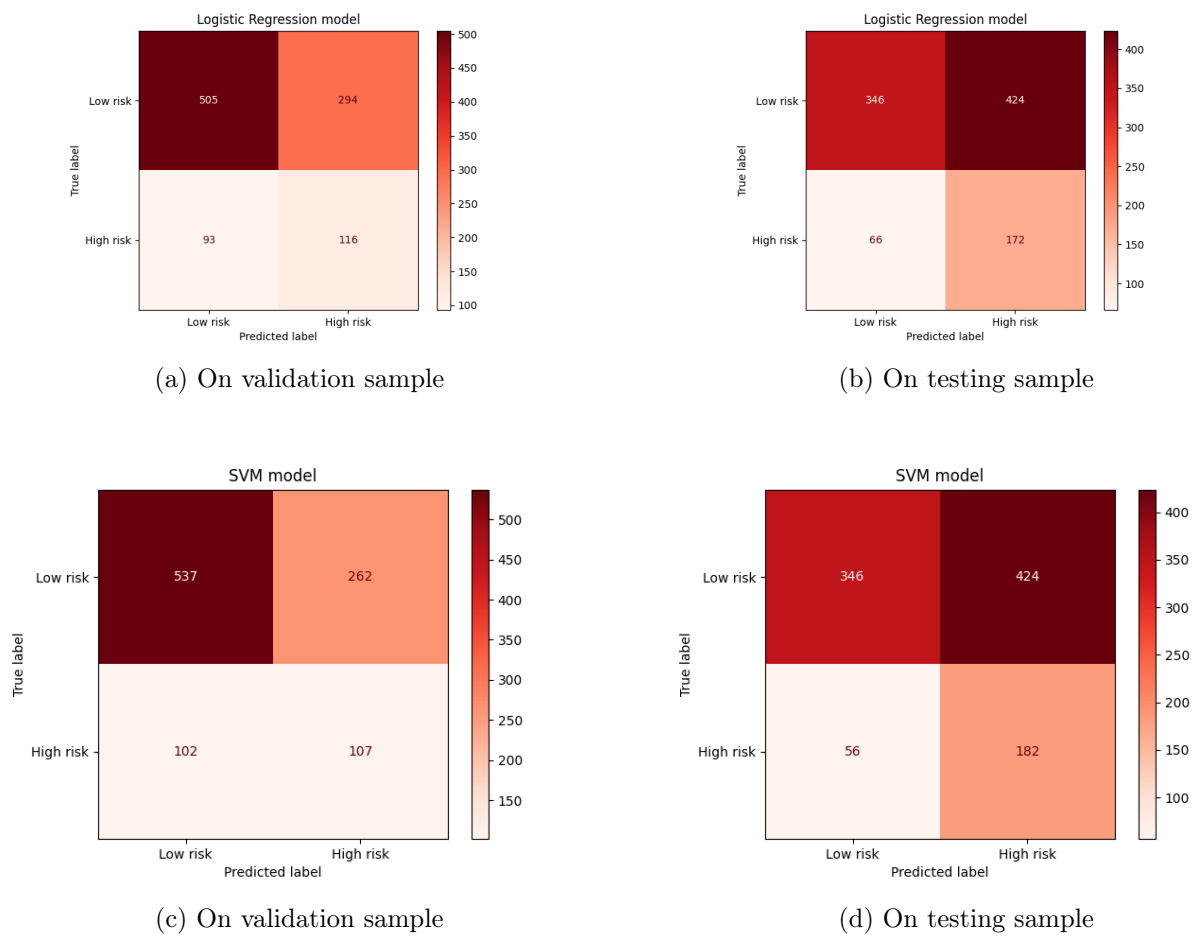 Logistic Regression model
505 294
93 116
Low risk
High risk
True label
Low risk High risk
Predicted label
500
450
400
350
300
250
200
150
100
(a) On validation sample
Logistic Regression model
346 424
66 172
Low risk
High risk
True label
Low risk High risk
Predicted label
400
350
300
250
200
150
100
(b) On testing sample
SVM model
537 262
102 107
Low risk
High risk
True label
Low risk High risk
Predicted label
500
450
400
350
300
250
200
150
(c) On validation sample
SVM model
346 424
56 182
Low risk
High risk
True label
Low risk High risk
Predicted label
400
350
300
250
200
150
100
(d) On testing sample